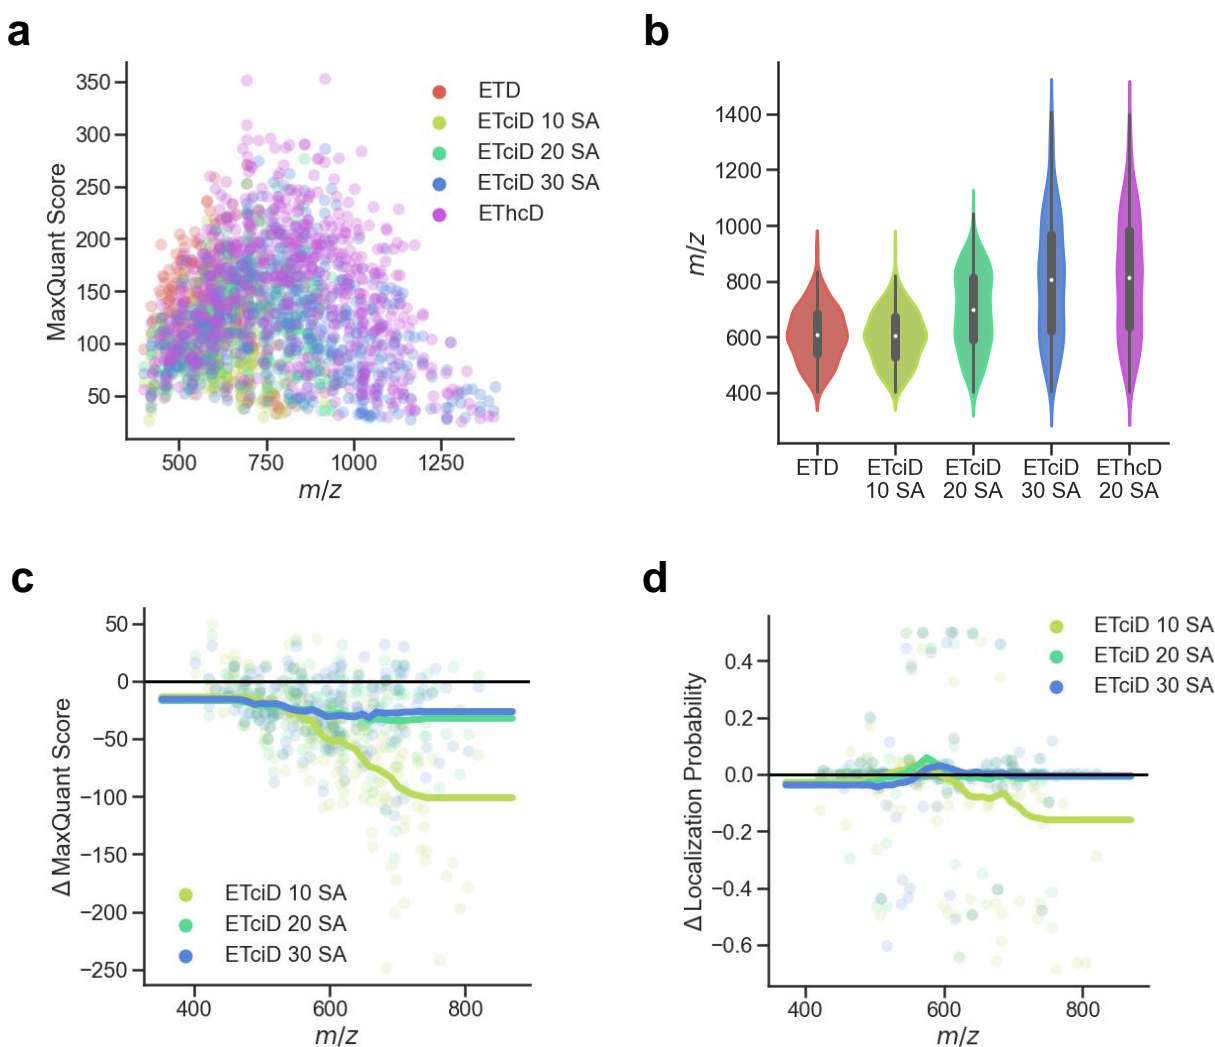 a
MaxQuant Score
350
300
250
200
150
100
50
500
750
1000
1250
m/z
ETD
ETciD 10 SA
ETciD 20 SA
ETciD 30 SA
EThcD
b
m/z
1400
1200
1000
800
600
400
ETD
ETciD
10 SA
ETciD
20 SA
ETciD
30 SA
EThcD
20 SA
c
Δ MaxQuant Score
50
0
−50
−100
−150
−200
−250
400
600
800
m/z
ETciD 10 SA
ETciD 20 SA
ETciD 30 SA
d
Δ Localization Probability
0.4
0.2
0.0
−0.2
−0.4
−0.6
400
600
800
m/z
ETciD 10 SA
ETciD 20 SA
ETciD 30 SA